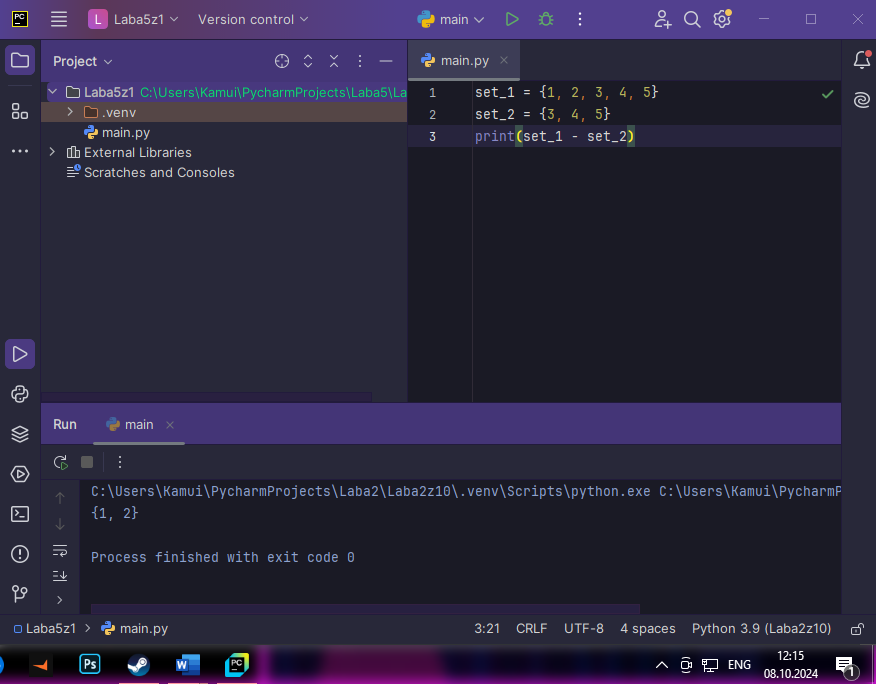 PC
L Laba5z1
Version control
main
Project
main.py
Laba5z1 C:\Users\Kamui\PycharmProjects\Laba5\La
.venv
main.py
External Libraries
Scratches and Consoles
1 set_1 = {1, 2, 3, 4, 5}
2 set_2 = {3, 4, 5}
3 print(set_1 - set_2)
Run
main
C:\Users\Kamui\PycharmProjects\Laba2\Laba2z10\.venv\Scripts\python.exe C:\Users\Kamui\PycharmP
{1, 2}
Process finished with exit code 0
Laba5z1 > main.py
3:21 CRLF UTF-8 4 spaces Python 3.9 (Laba2z10)
Ps
W
PC
ENG
12:15
08.10.2024
1